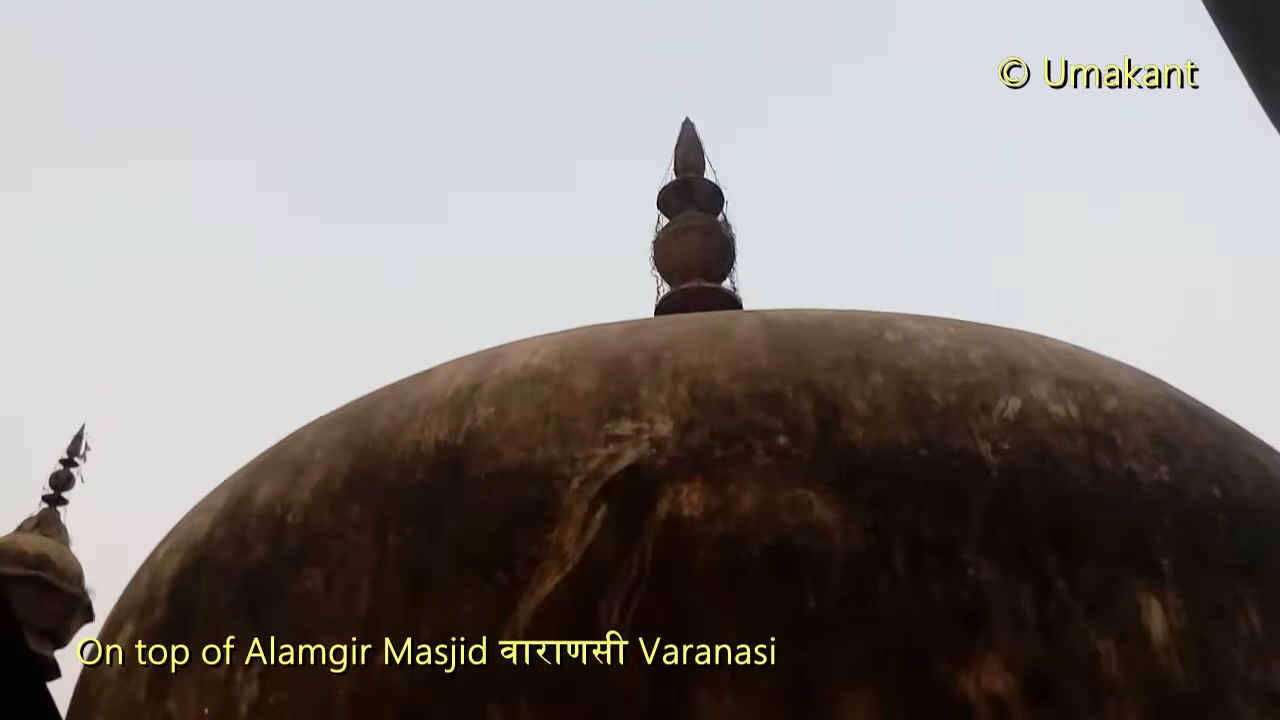 © Umakant
On top of Alamgir Masjid वाराणसी Varanasi